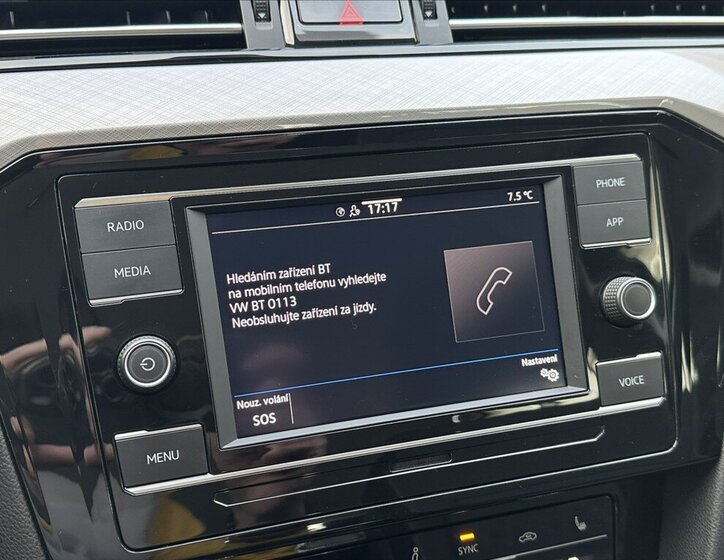 RADIO
MEDIA
MENU
17:17
7.5 °C
Hledáním zařízení BT
na mobilním telefonu vyhledejte
VW BT 0113
Neobsluhujte zařízení za jízdy.
Nastavení
Nouz. volání
SOS
PHONE
APP
VOICE
SYNC